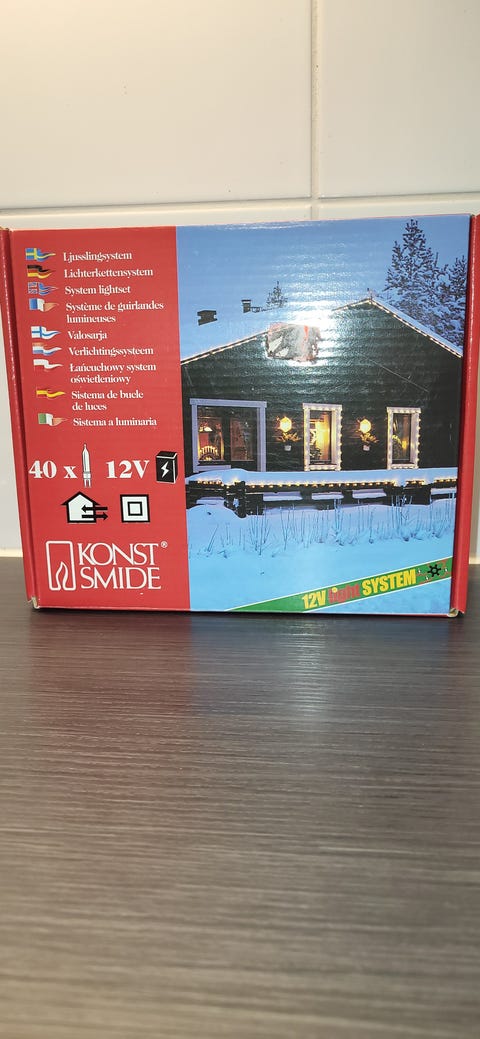 Ljusslingsystem
Lichterkettensystem
System lightset
Système de guirlandes
lumineuses
Valosarja
Verlichtingssysteem
Łańcuchowy system
oświetleniowy
Sistema de bucle
de luces
Sistema a luminaria
40 x 12V
KONST®
SMIDE
12V light SYSTEM